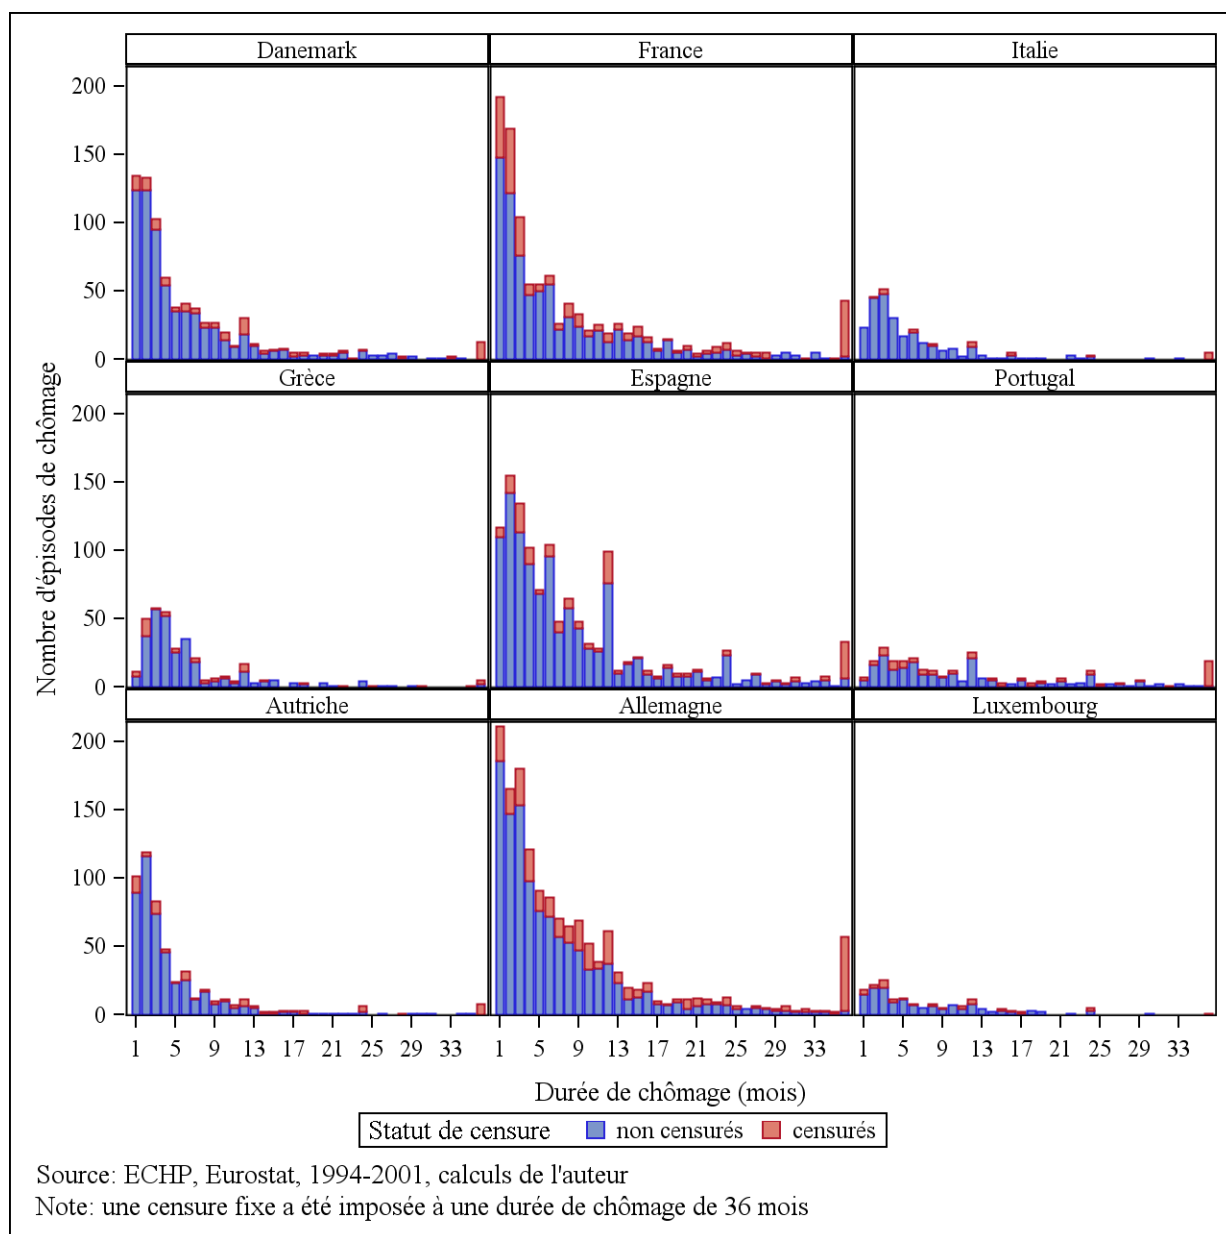 Danemark France Italie
200
150
100
50
0
Grèce Espagne Portugal
200
150
100
50
0
Autriche Allemagne Luxembourg
200
150
100
50
0
Nombre d'épisodes de chômage
1 5 9 13 17 21 25 29 33 1 5 9 13 17 21 25 29 33 1 5 9 13 17 21 25 29 33
Durée de chômage (mois)
Statut de censure non censurés censurés
Source: ECHP, Eurostat, 1994-2001, calculs de l'auteur
Note: une censure fixe a été imposée à une durée de chômage de 36 mois